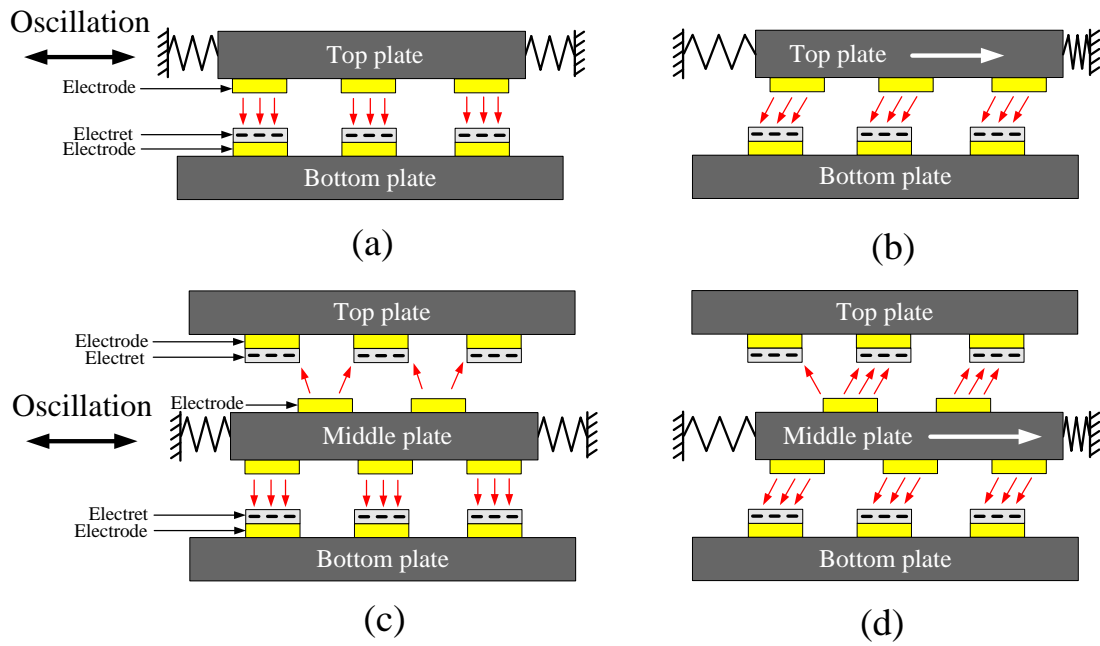 Oscillation
Top plate
Electrode
Electret
Electrode
Bottom plate
(a)
Top plate
Bottom plate
(b)
Top plate
Electrode
Electret
Oscillation
Electrode
Middle plate
Electret
Electrode
Bottom plate
(c)
Top plate
Middle plate
Bottom plate
(d)